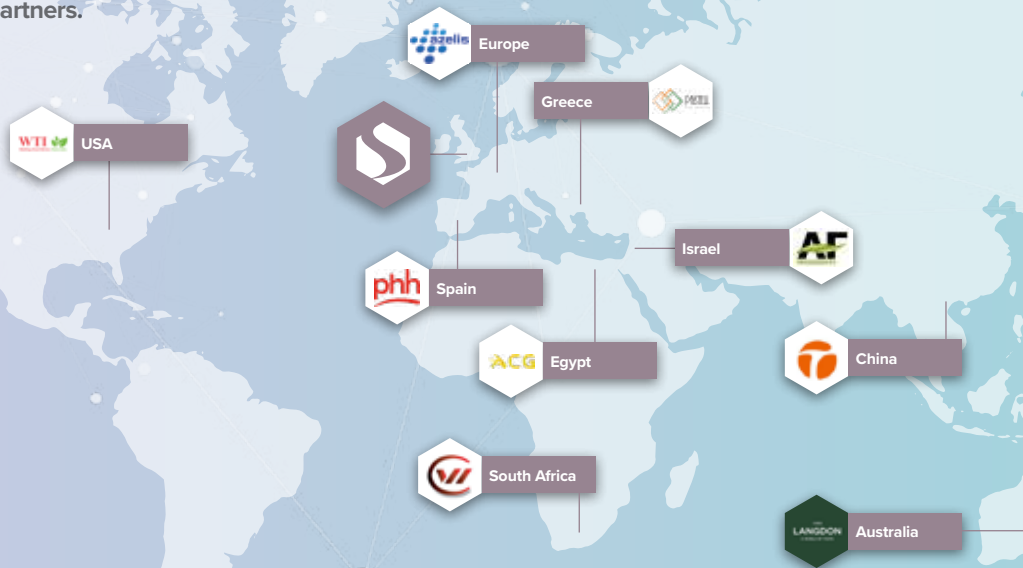 artners.
azelis
Europe
Greece
WTI
USA
AF
Israel
phh
Spain
ACG
Egypt
China
South Africa
LANGDON
Australia